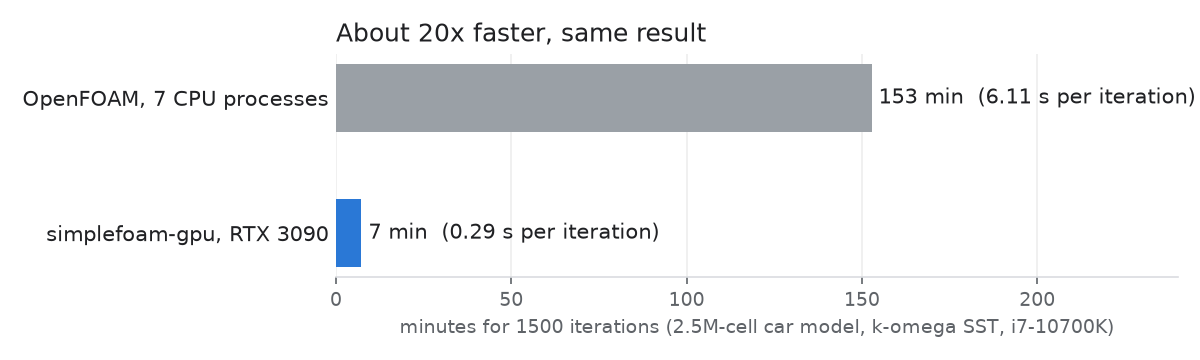 About 20x faster, same result
OpenFOAM, 7 CPU processes
153 min  (6.11 s per iteration)
simplefoam-gpu, RTX 3090
7 min  (0.29 s per iteration)
0 50 100 150 200
minutes for 1500 iterations (2.5M-cell car model, k-omega SST, i7-10700K)